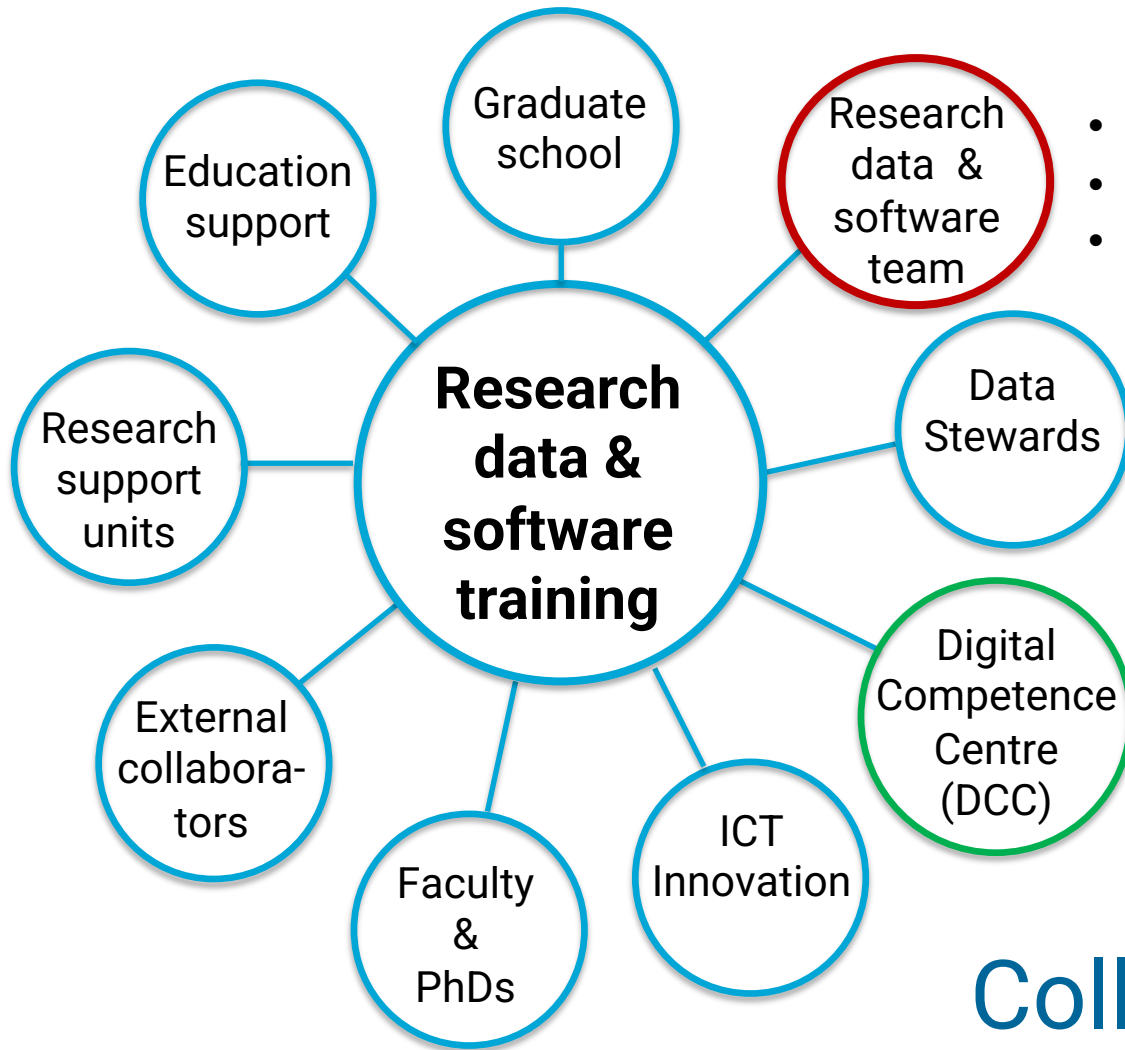 Graduate
school
Research
data &
software
team
•
•
•
Education
support
Data
Stewards
Research
data &
software
training
Research
support
units
Digital
Competence
Centre
(DCC)
External
collabora-
tors
ICT
Innovation
Faculty
&
PhDs